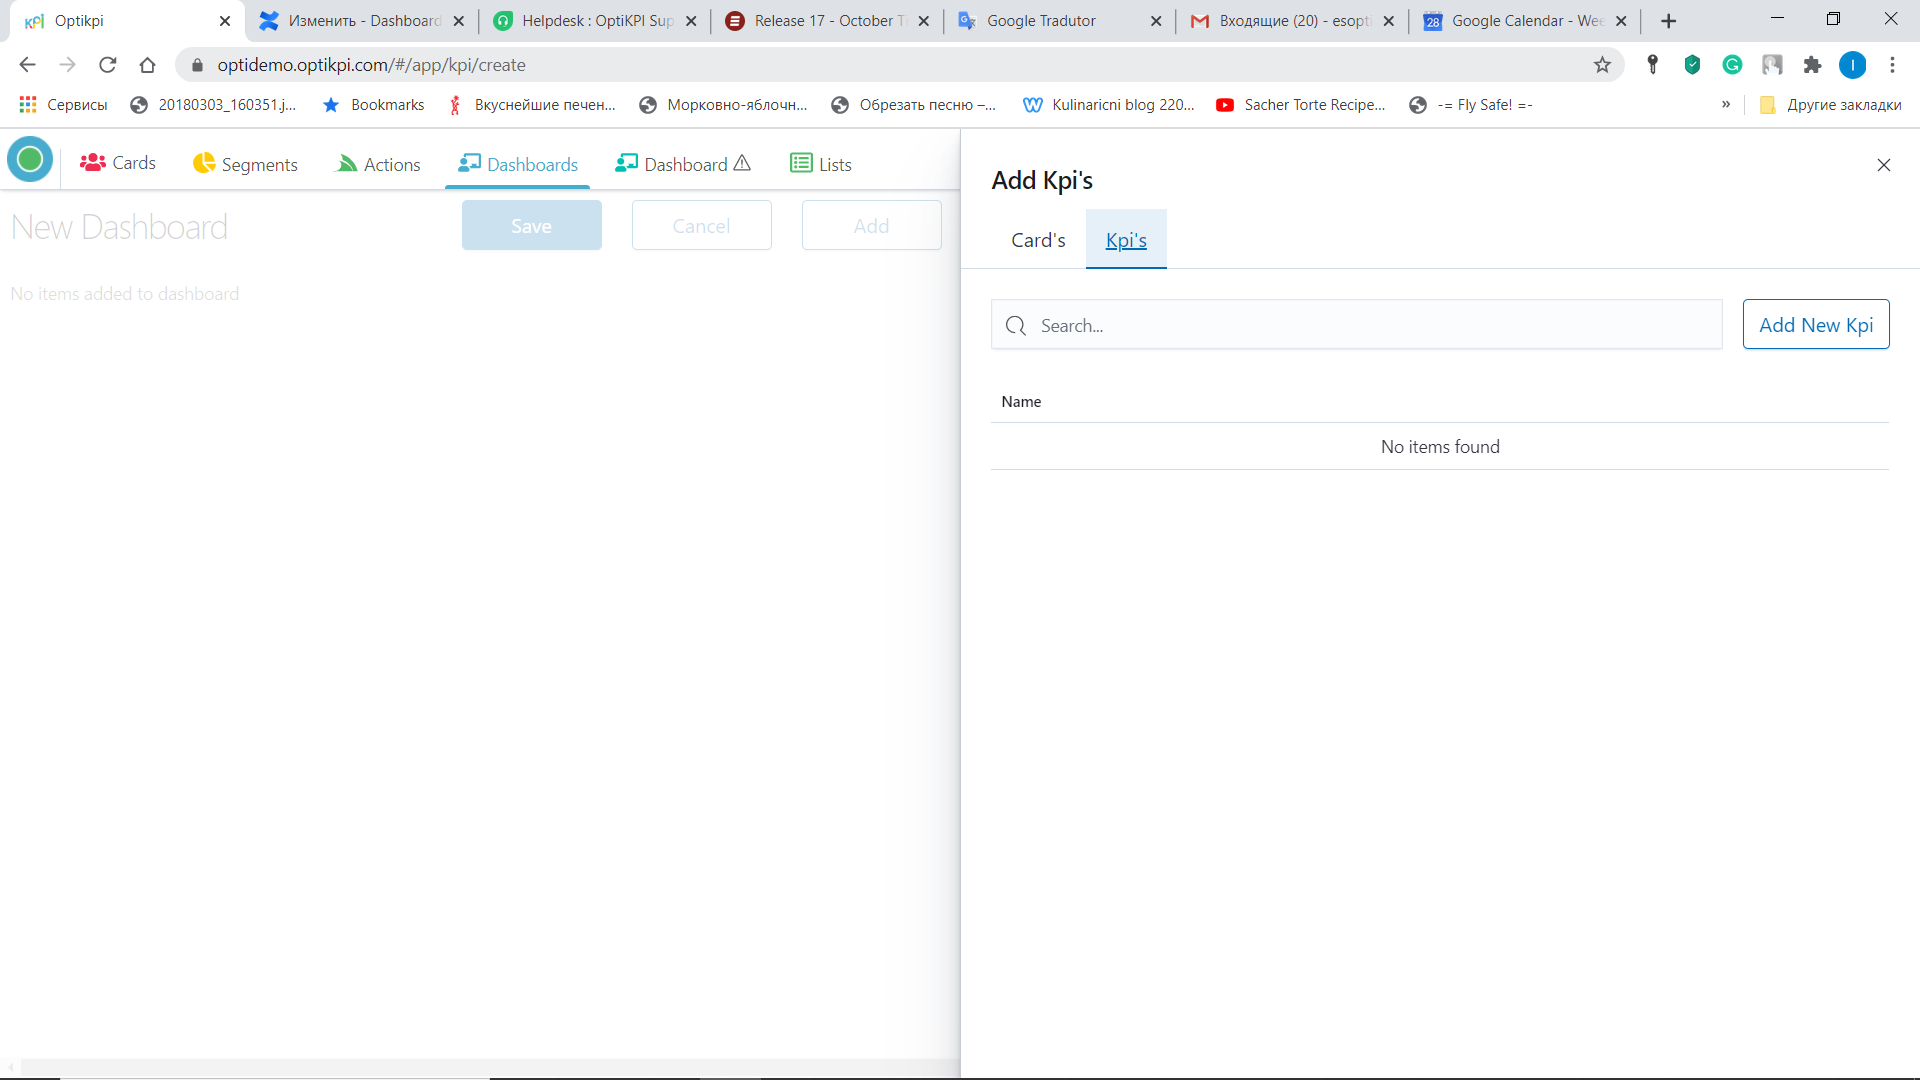 Optikpi
Изменить - Dashboard
Helpdesk : OptiKPI Sup
Release 17 - October T
Google Tradutor
Входящие (20) - esopt
28
Google Calendar - Wee
optidemo.optikpi.com/#/app/kpi/create
I
Сервисы
20180303_160351.j...
Bookmarks
Вкуснейшие печен...
Морковно-яблочн...
Обрезать песню –...
Kulinaricni blog 220...
Sacher Torte Recipe...
-= Fly Safe! =-
»
Другие закладки
Cards
Segments
Actions
Dashboards
Dashboard
Lists
New Dashboard
Save
Cancel
Add
No items added to dashboard
Add Kpi's
Card's
Kpi's
Search...
Add New Kpi
Name
No items found